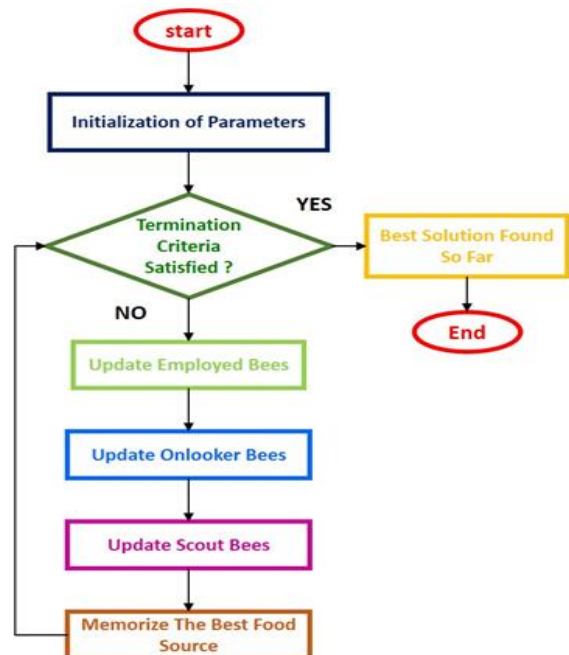 start
Initialization of Parameters
Termination
Criteria
Satisfied ?
YES
Best Solution Found
So Far
End
NO
Update Employed Bees
Update Onlooker Bees
Update Scout Bees
Memorize The Best Food
Source